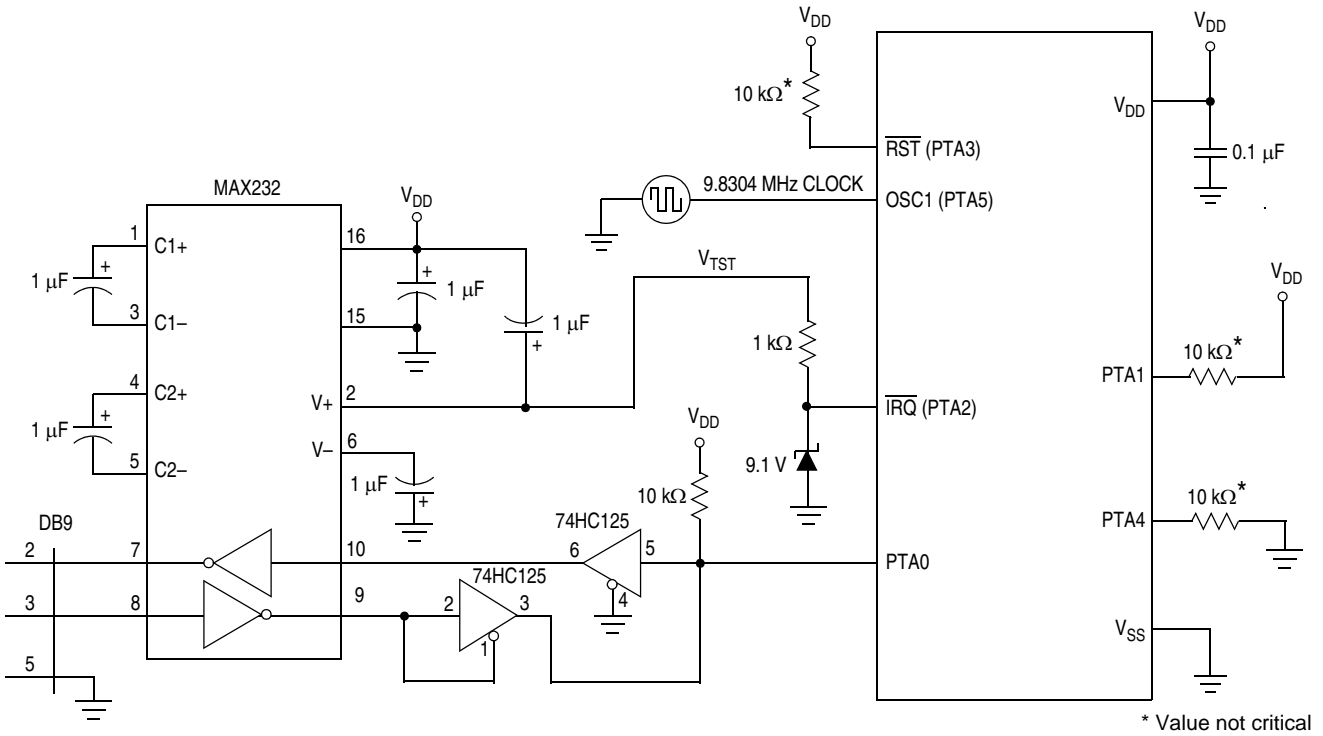 V_DD
V_DD
10 kΩ*
V_DD
0.1 µF
RST (PTA3)
9.8304 MHz CLOCK
OSC1 (PTA5)
MAX232
V_DD
1
C1+
16
+
1 µF
+
1 µF
V_TST
V_DD
3
C1–
15
1 µF
+
1 kΩ
10 kΩ*
PTA1
4
C2+
V+
2
IRQ (PTA2)
+
1 µF
V_DD
V–
6
9.1 V
5
C2–
1 µF
+
10 kΩ
10 kΩ*
PTA4
DB9
74HC125
2
7
10
6
5
PTA0
74HC125
4
3
8
9
2
3
1
V_SS
5
* Value not critical